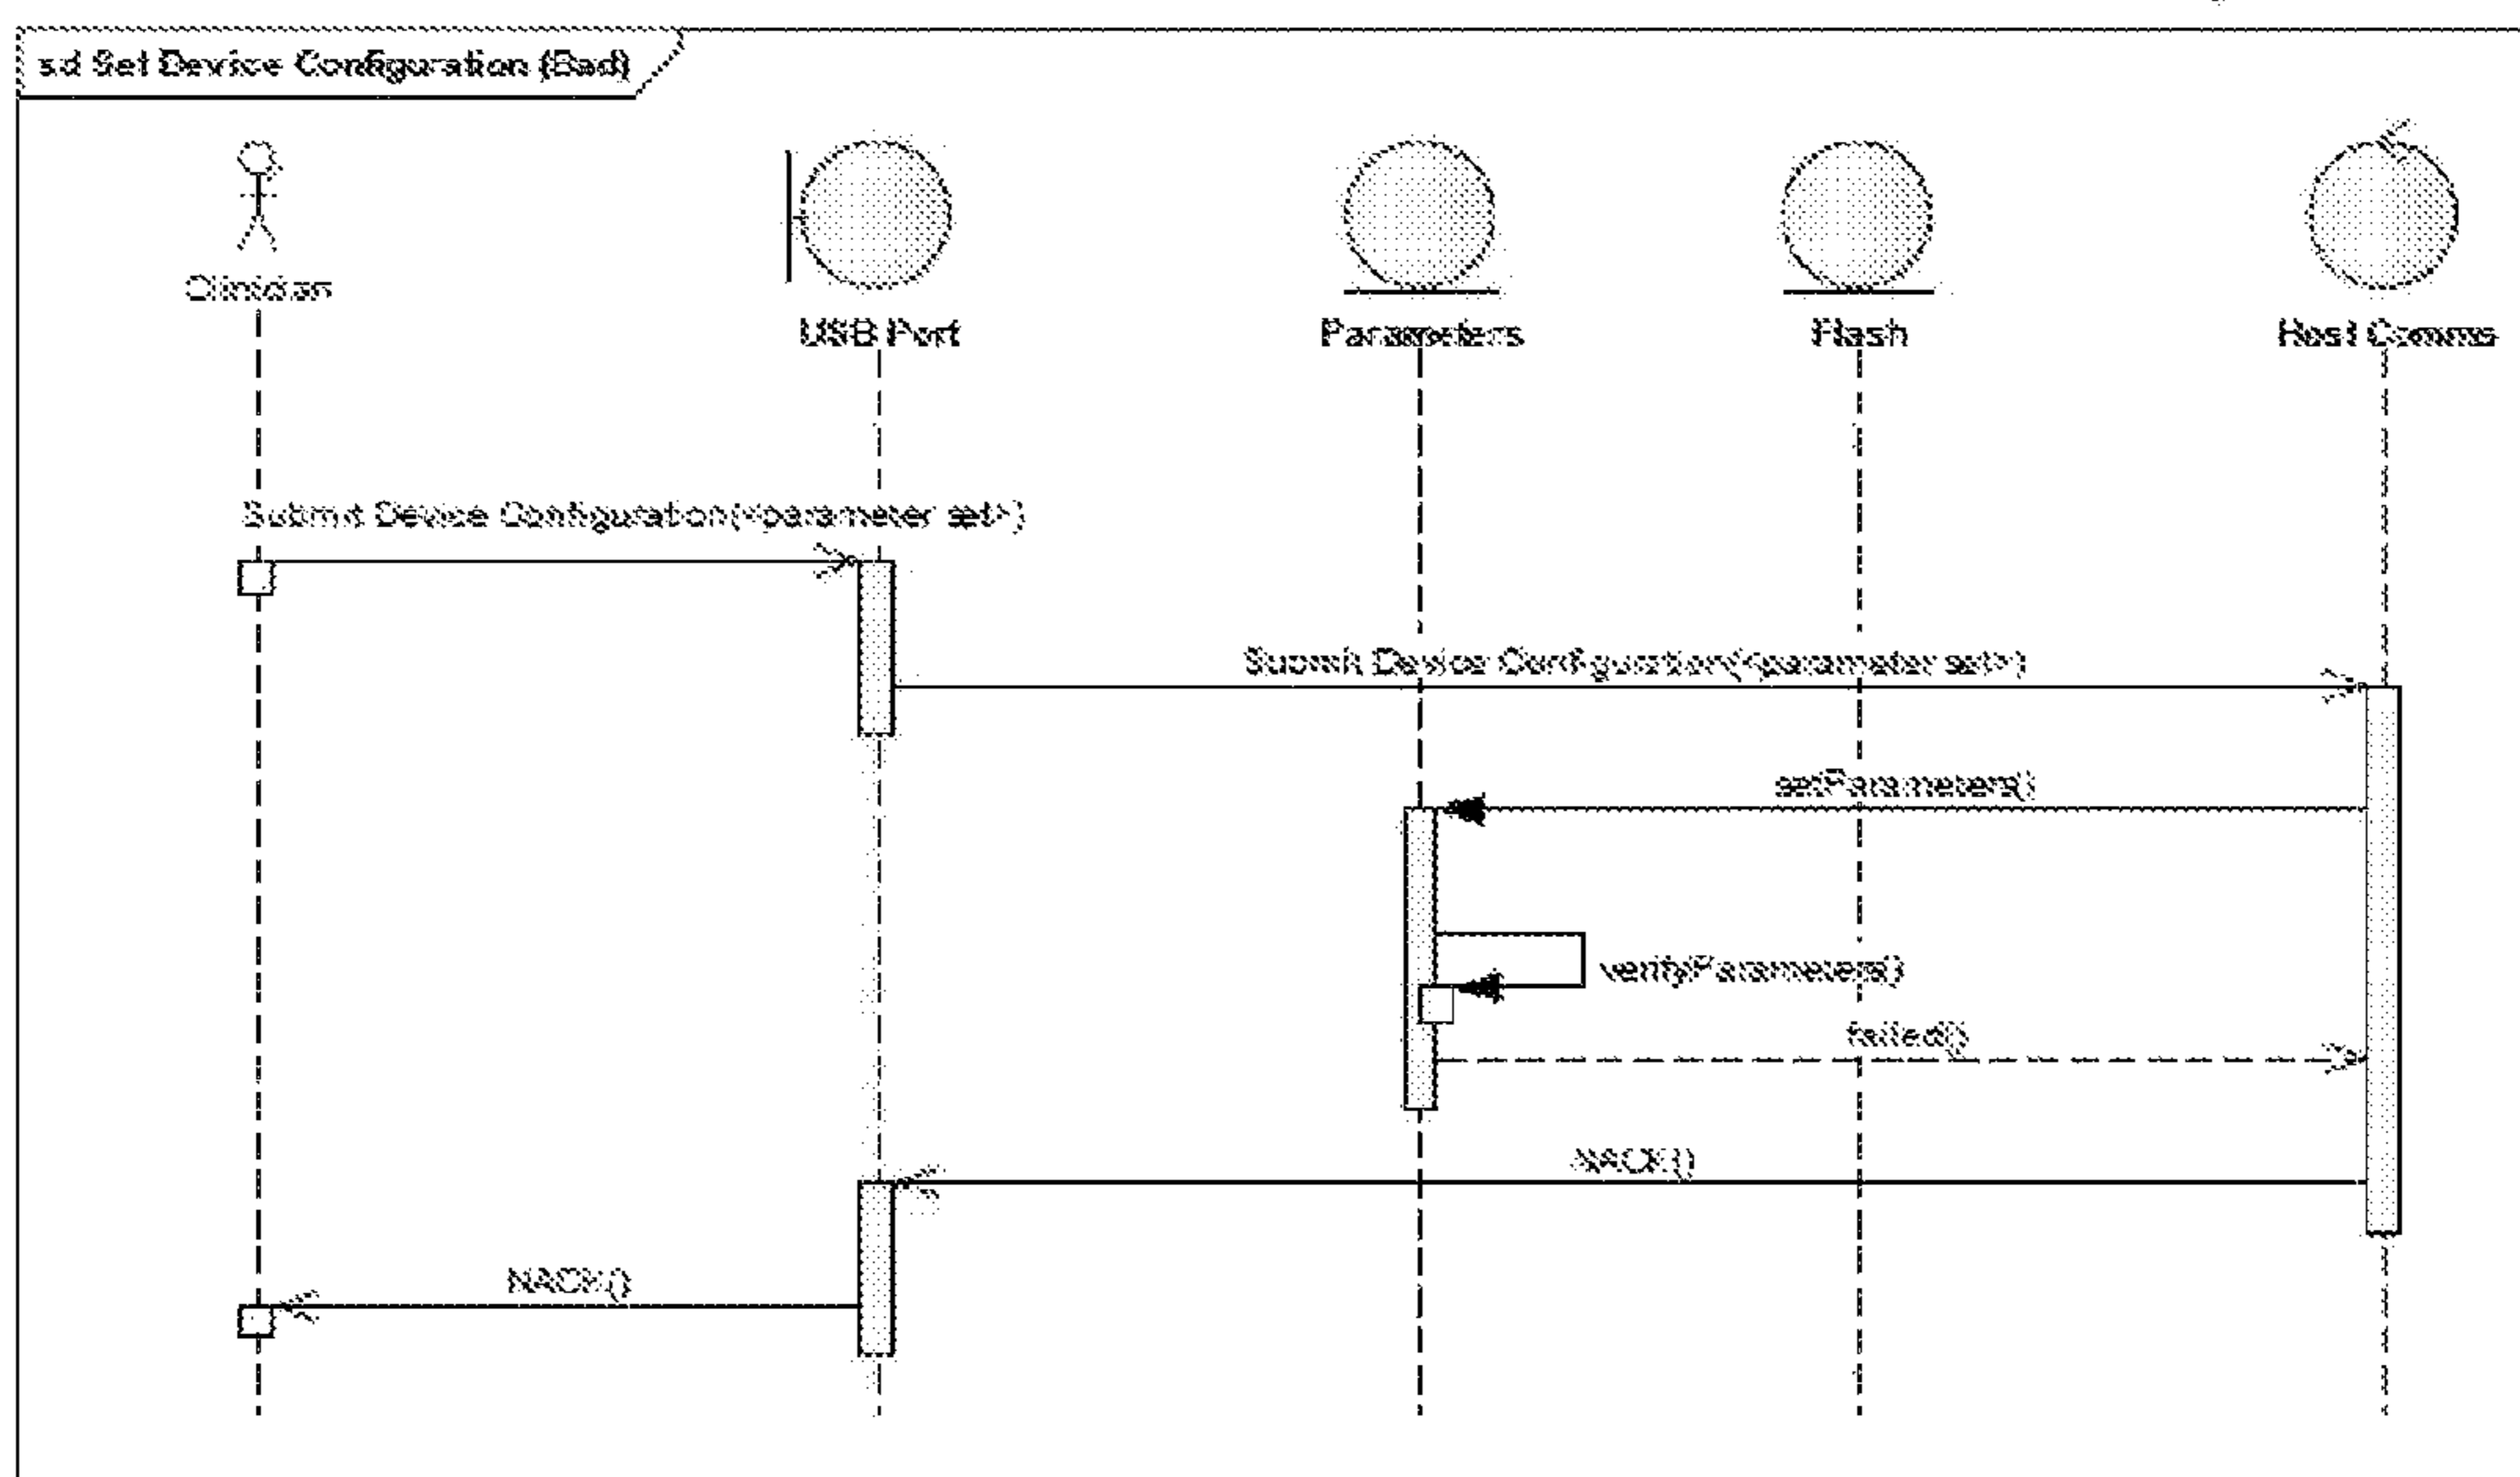 sd Set Device Configuration (Bad)
Clinician
USB Port
Parameters
Flash
Host Comms
Submit Device Configuration(<parameter set>)
Submit Device Configuration(<parameter set>)
setParameters()
verifyParameters()
failed()
NACK()
NACK()